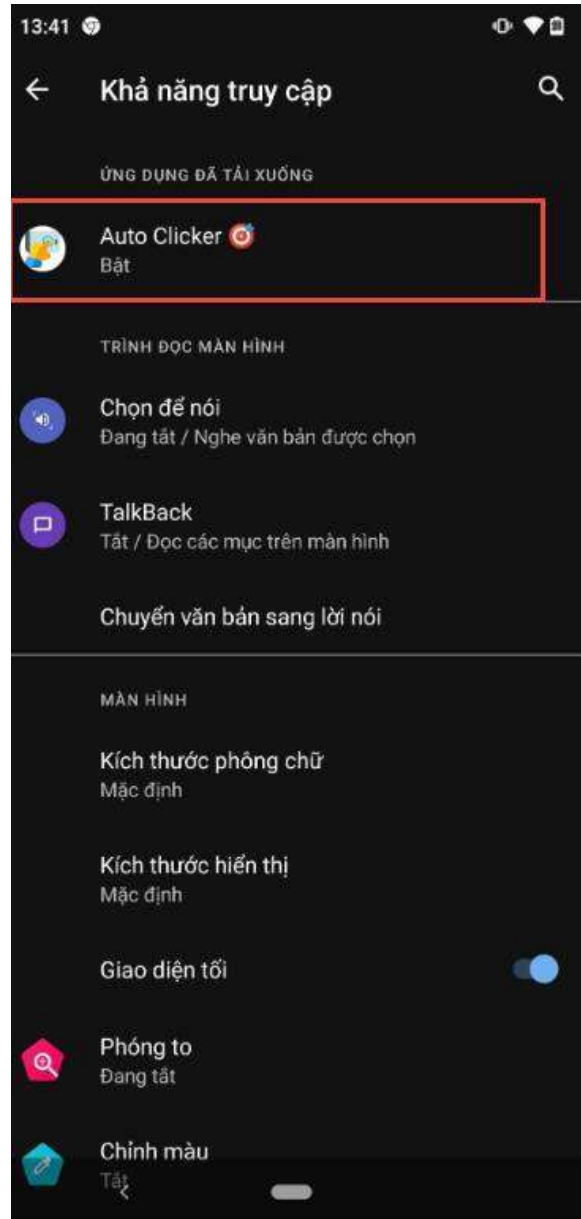 13:41
Khả năng truy cập
ỨNG DỤNG ĐÃ TẢI XUỐNG
Auto Clicker 🎯
Bật
TRÌNH ĐỌC MÀN HÌNH
Chọn để nói
Đang tắt / Nghe văn bản được chọn
TalkBack
Tắt / Đọc các mục trên màn hình
Chuyển văn bản sang lời nói
MÀN HÌNH
Kích thước phông chữ
Mặc định
Kích thước hiển thị
Mặc định
Giao diện tối
Phóng to
Đang tắt
Chỉnh màu
Tắt